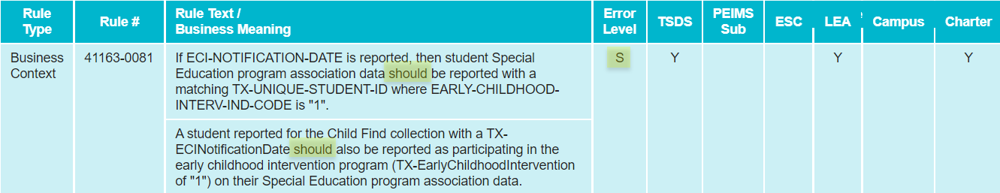 Rule Type
Rule #
Rule Text /
Business Meaning
Error Level
TSDS
PEIMS Sub
ESC
LEA
Campus
Charter
Business Context
41163-0081
If ECI-NOTIFICATION-DATE is reported, then student Special
Education program association data should be reported with a
matching TX-UNIQUE-STUDENT-ID where EARLY-CHILDHOOD-
INTERV-IND-CODE is "1".
S
Y
Y
Y
A student reported for the Child Find collection with a TX-
ECINotificationDate should also be reported as participating in the
early childhood intervention program (TX-EarlyChildhoodIntervention
of "1") on their Special Education program association data.